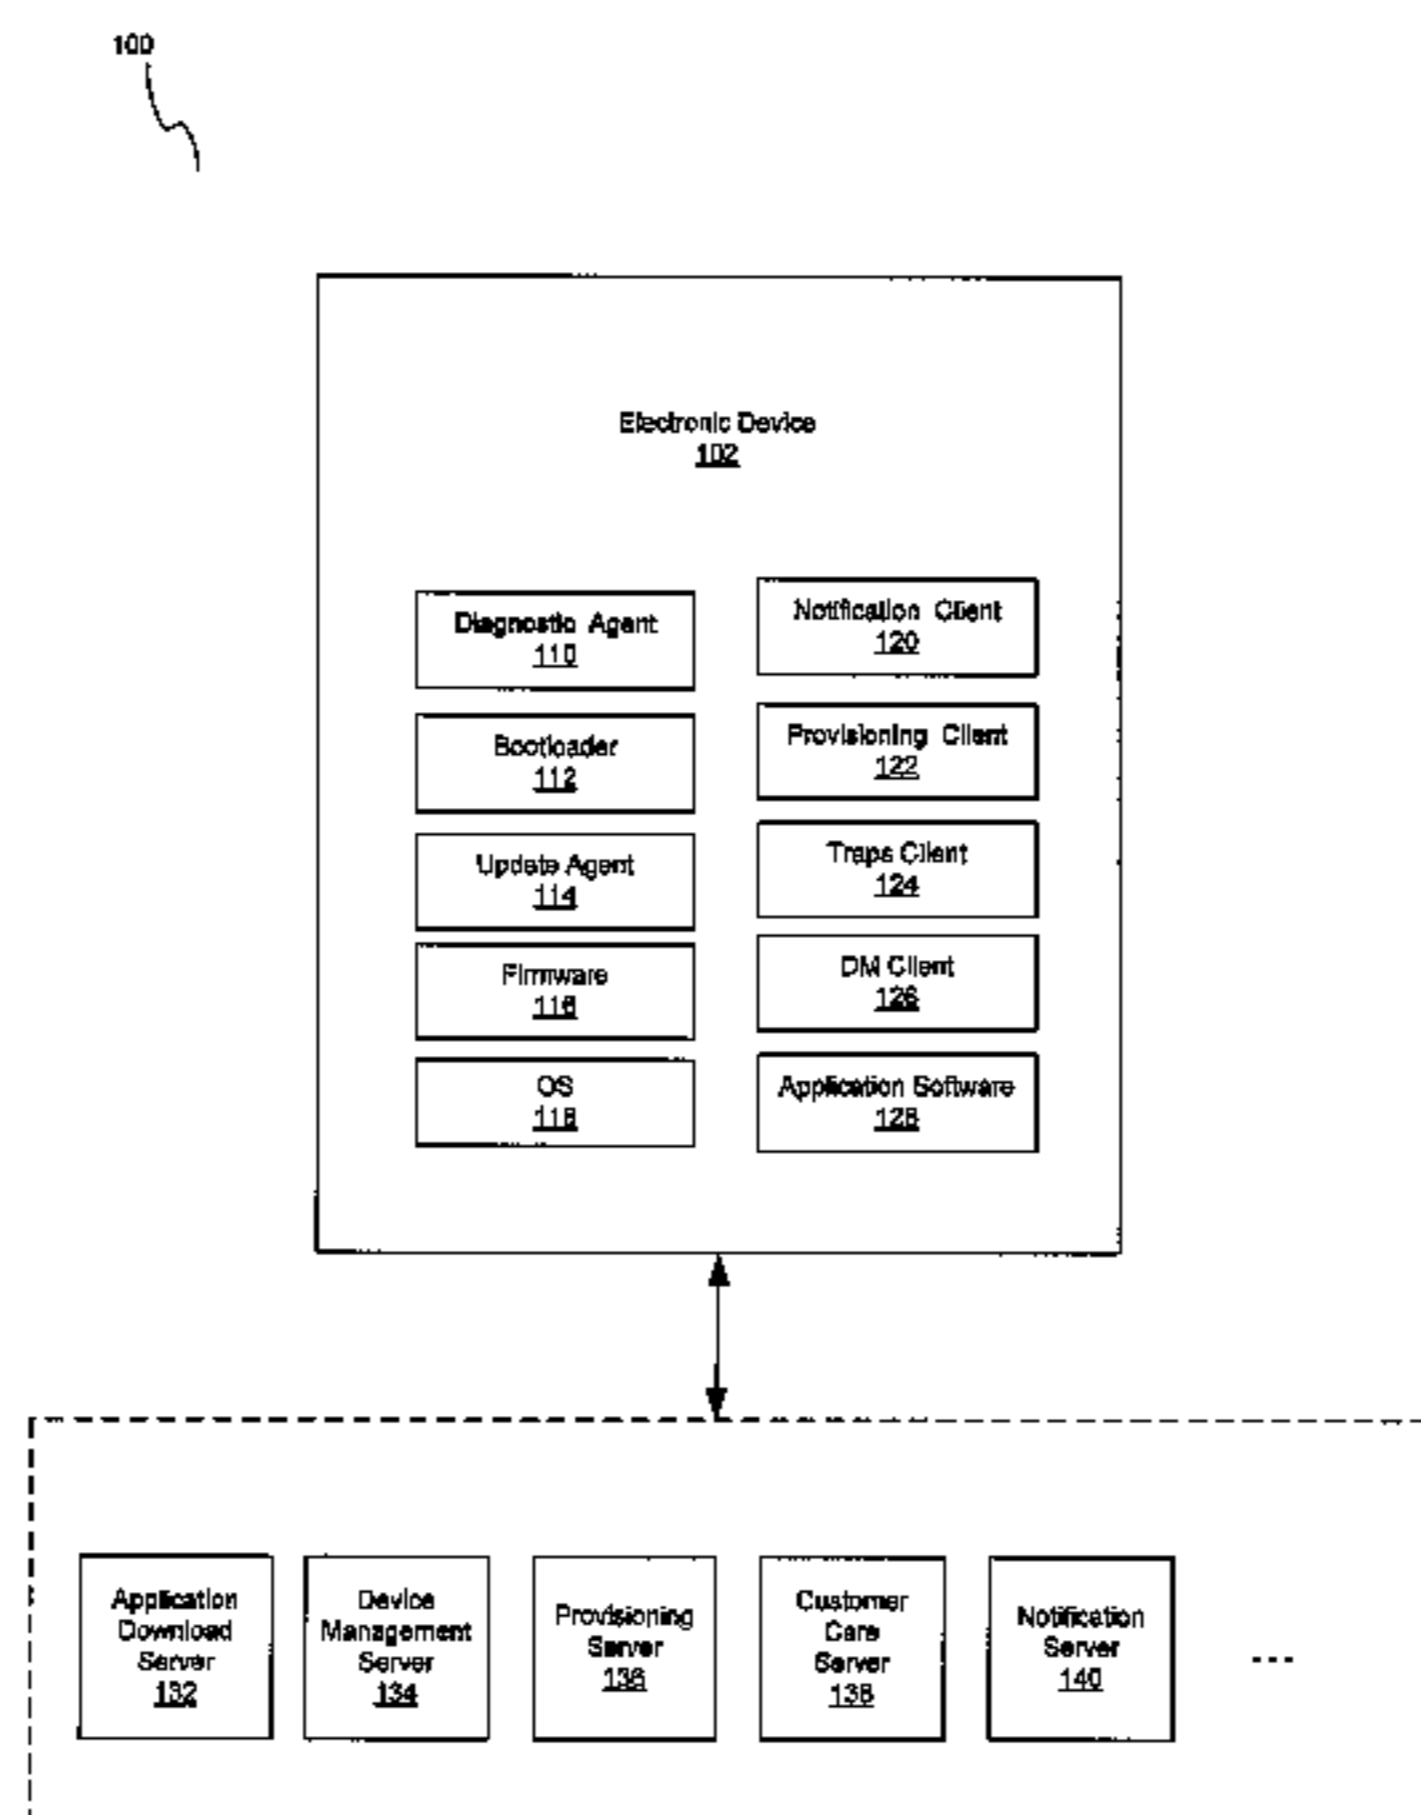 100
Electronic Device
102
Diagnostic Agent
110
Bootloader
112
Update Agent
114
Firmware
116
OS
118
Notification Client
120
Provisioning Client
122
Traps Client
124
DM Client
126
Application Software
128
Application
Download
Server
132
Device
Management
Server
134
Provisioning
Server
136
Customer
Care
Server
138
Notification
Server
140
...